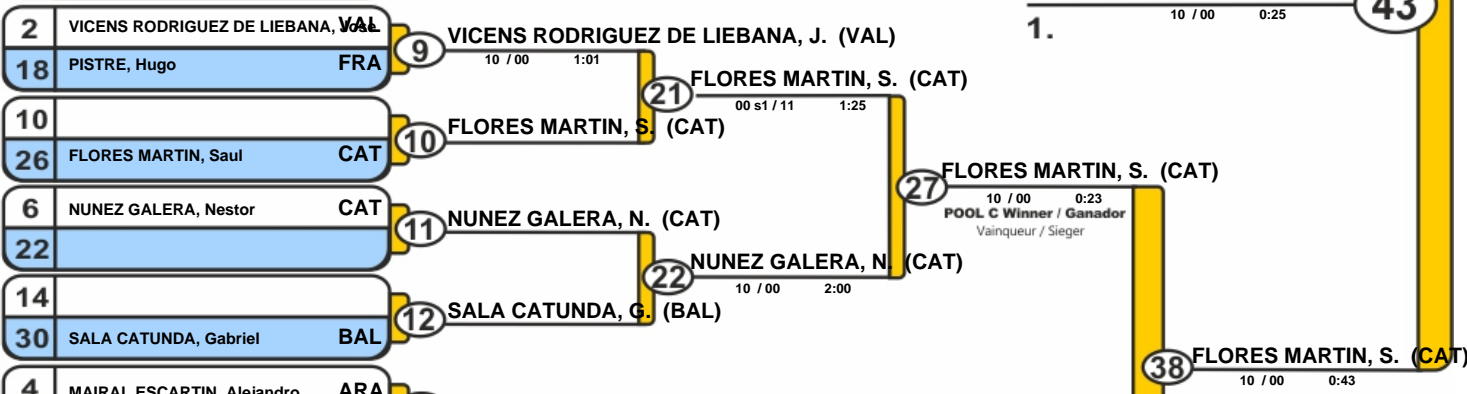 2 VICENS RODRIGUEZ DE LIEBANA, Jose VAL
18 PISTRE, Hugo FRA
9 VICENS RODRIGUEZ DE LIEBANA, J. (VAL)
10 / 00 1:01
10
26 FLORES MARTIN, Saul CAT
10 FLORES MARTIN, S. (CAT)
21 FLORES MARTIN, S. (CAT)
00 s1 / 11 1:25
6 NUNEZ GALERA, Nestor CAT
22
11 NUNEZ GALERA, N. (CAT)
14
30 SALA CATUNDA, Gabriel BAL
12 SALA CATUNDA, G. (BAL)
22 NUNEZ GALERA, N. (CAT)
10 / 00 2:00
27 FLORES MARTIN, S. (CAT)
10 / 00 0:23
POOL C Winner / Ganador
Vainqueur / Sieger
4 MAIRAL ESCARTIN, Alejandro ARA
38 FLORES MARTIN, S. (CAT)
10 / 00 0:43
43
10 / 00 0:25
1.